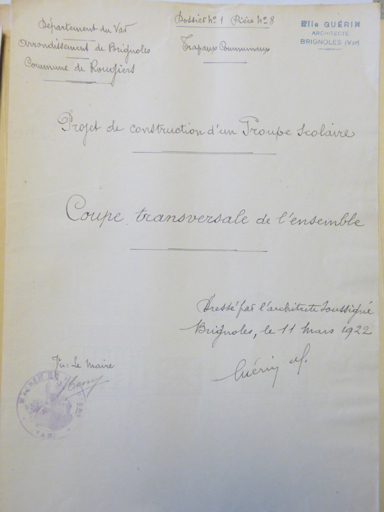 Département du Var
Arrondissement de Brignoles
Commune de Rougiers
Dossier N° 1 Pièce N° 8
Travaux Communaux
Mlle GUÉRIN
ARCHITECTE
BRIGNOLES (Var)
Projet de construction d'un Groupe Scolaire
Coupe transversale de l'ensemble
Dressé par l'architecte soussigné
Brignoles, le 11 Mars 1922
Guérin M.
Vu: Le Maire